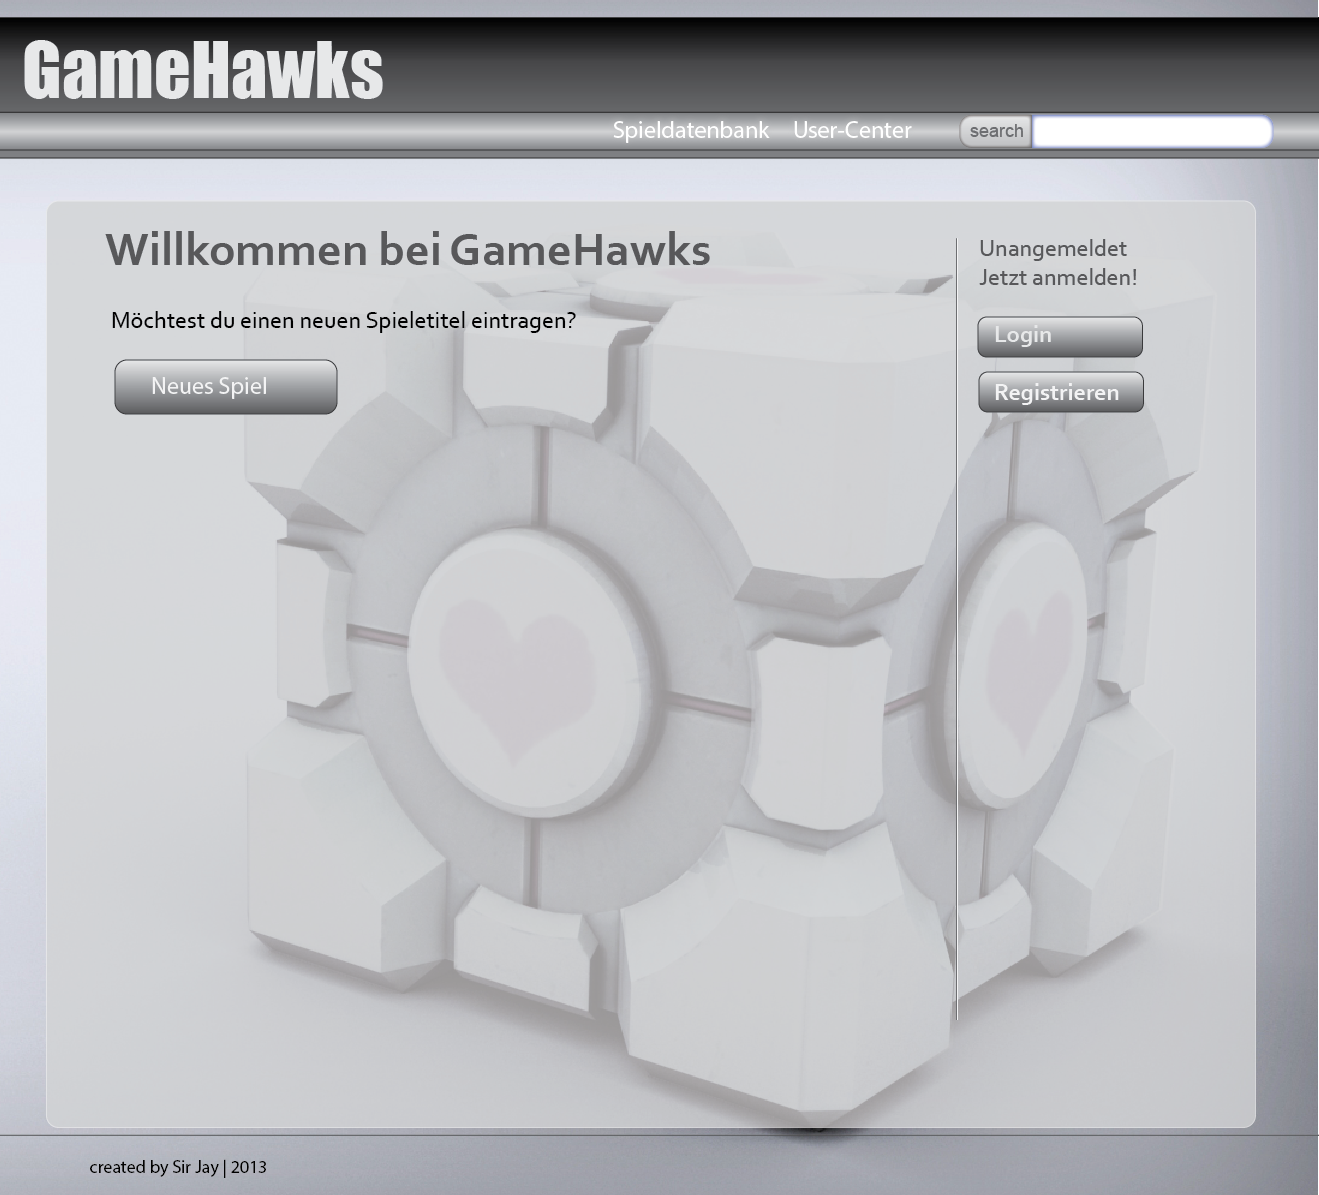 GameHawks
Spieldatenbank User-Center search
Willkommen bei GameHawks
Möchtest du einen neuen Spieletitel eintragen?
Neues Spiel
Unangemeldet
Jetzt anmelden!
Login
Registrieren
created by Sir Jay | 2013